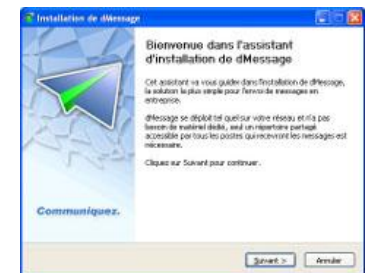 Installation de dMessage
Bienvenue dans l'assistant
d'installation de dMessage
Cet assistant va vous guider dans l'installation de dMessage,
la solution la plus simple pour l'envoi de messages en
entreprise.
dMessage se déploit tel quel sur votre réseau et n'a pas
besoin de matériel dédié, seul un répertoire partagé
accessible par tous les postes qui recevront les messages est
nécessaire.
Cliquez sur Suivant pour continuer.
Communiquez.
Suivant >
Annuler